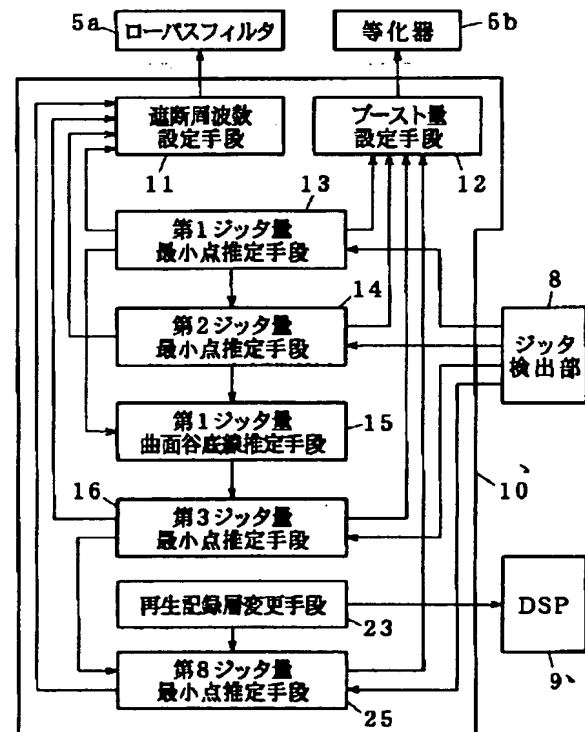 5a
ローパスフィルタ
等化器
5b
遮断周波数
設定手段
11
ブースト量
設定手段
12
13
第1ジッタ量
最小点推定手段
14
第2ジッタ量
最小点推定手段
8
ジッタ
検出部
第1ジッタ量
曲面谷底線推定手段
15
16
第3ジッタ量
最小点推定手段
10
再生記録層変更手段
23
DSP
9
第8ジッタ量
最小点推定手段
25